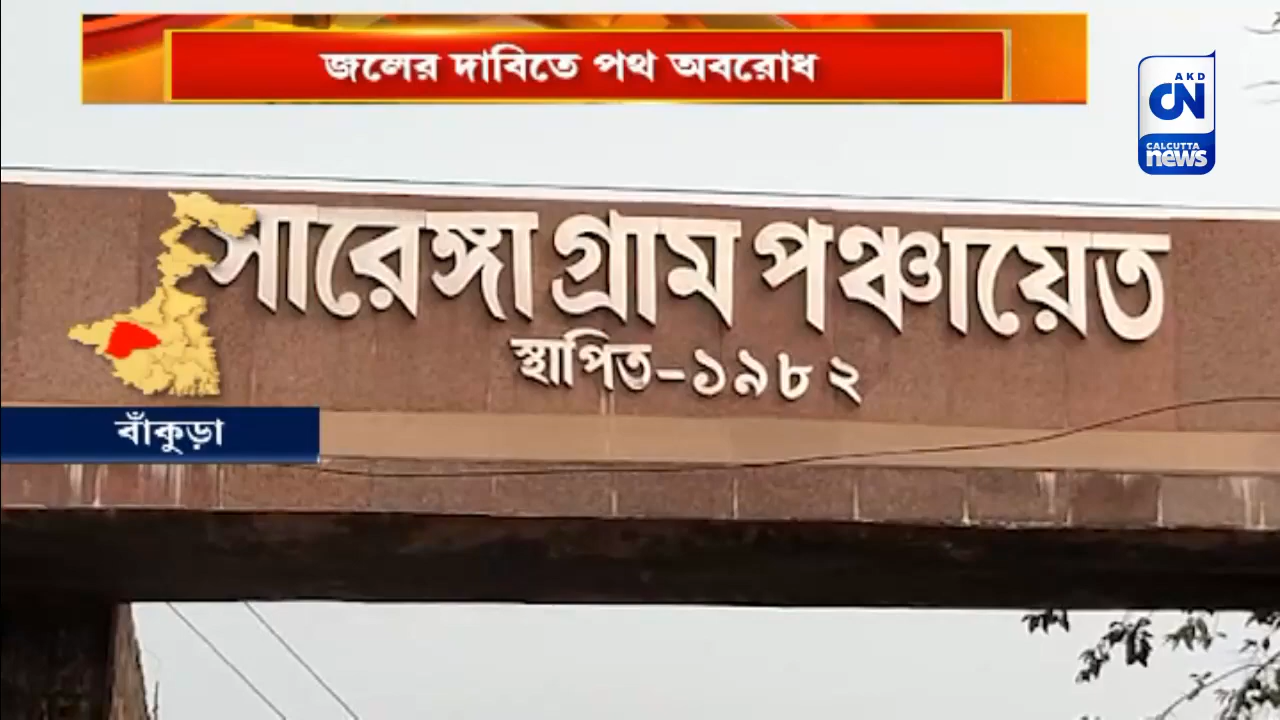 জলের দাবিতে পথ অবরোধ
AKD
CN
CALCUTTA
news
সারেঙ্গা গ্রাম পঞ্চায়েত
স্থাপিত-১৯৮২
বাঁকুড়া